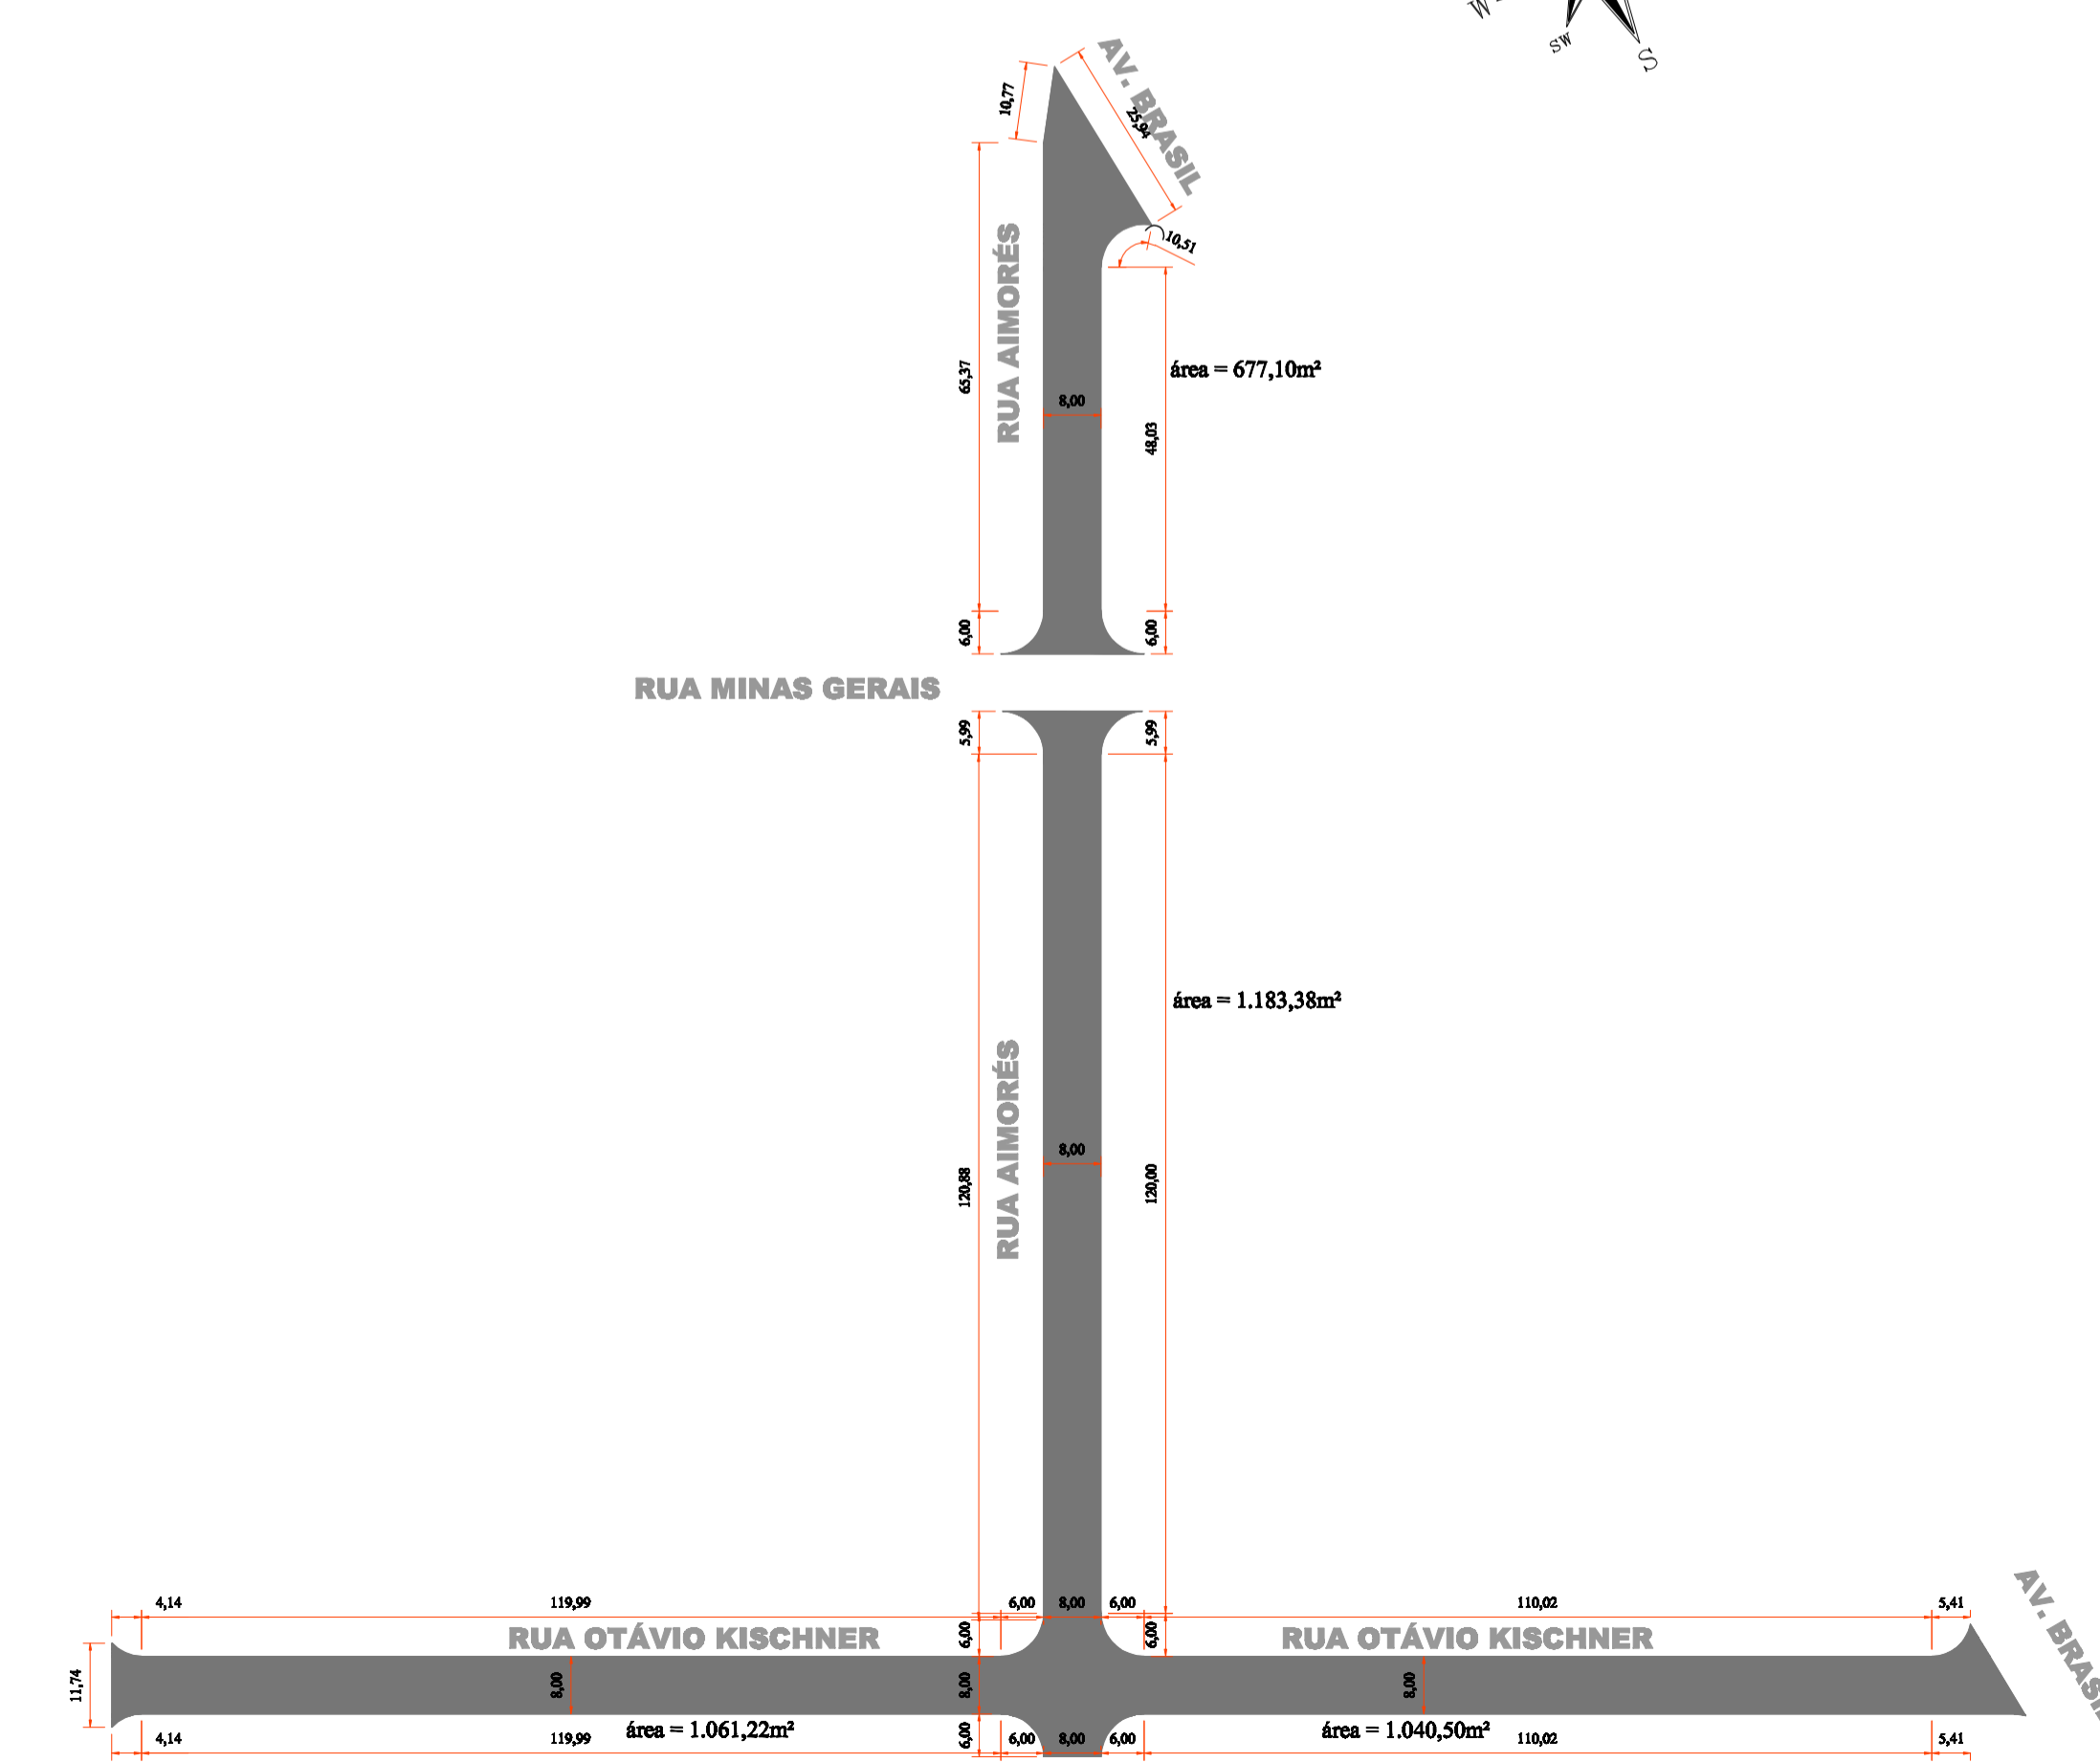 W
SW
S
AV. BRASIL
10,77
25,94
10,51
RUA AIMORÉS
65,37
área = 677,10m²
8,00
48,03
6,00
6,00
RUA MINAS GERAIS
5,99
5,99
área = 1.183,38m²
RUA AIMORÉS
8,00
120,88
120,00
4,14
119,99
6,00
8,00
6,00
110,02
5,41
RUA OTÁVIO KISCHNER
6,00
6,00
RUA OTÁVIO KISCHNER
11,74
8,00
8,00
8,00
área = 1.061,22m²
área = 1.040,50m²
4,14
119,99
6,00
6,00
8,00
6,00
110,02
5,41